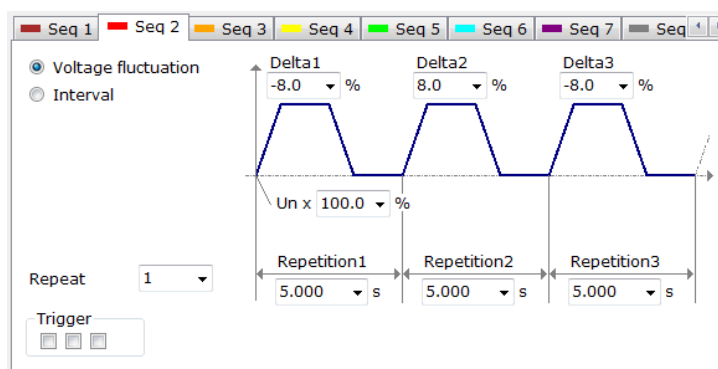 Seq 1 Seq 2 Seq 3 Seq 4 Seq 5 Seq 6 Seq 7 Seq
Voltage fluctuation
Interval
Delta1 Delta2 Delta3
-8.0 % 8.0 % -8.0 %
Un x 100.0 %
Repeat 1
Repetition1 Repetition2 Repetition3
5.000 s 5.000 s 5.000 s
Trigger